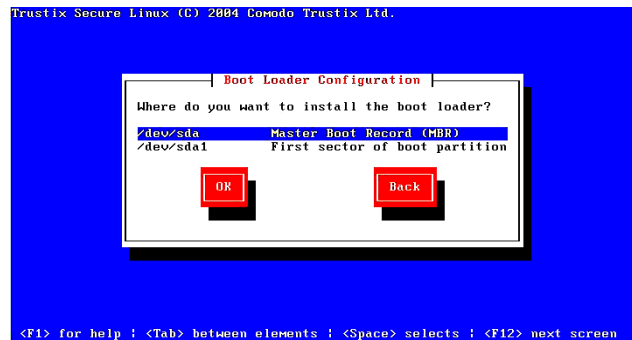 Trustix Secure Linux (C) 2004 Comodo Trustix Ltd.
Boot Loader Configuration
Where do you want to install the boot loader?
/dev/sda Master Boot Record (MBR)
/dev/sda1 First sector of boot partition
OK Back
<F1> for help ¦ <Tab> between elements ¦ <Space> selects ¦ <F12> next screen